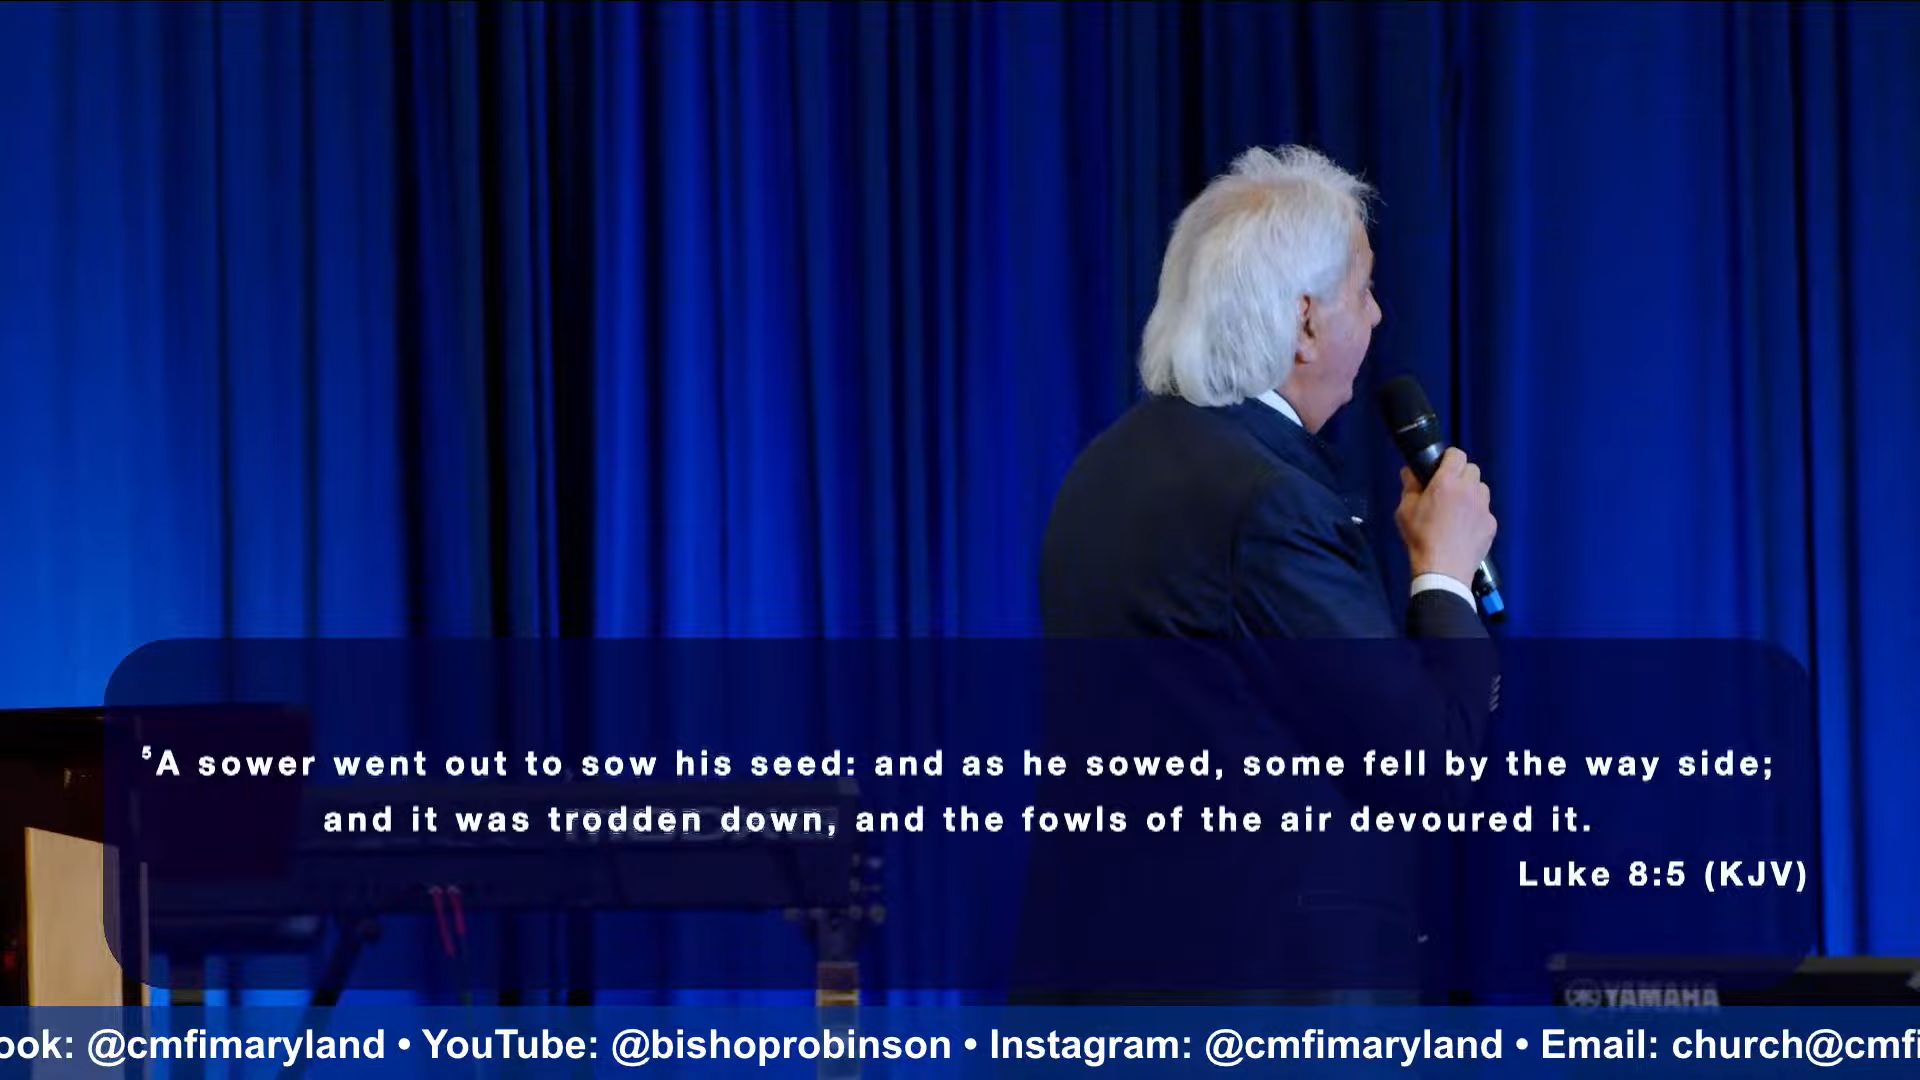 ⁵A sower went out to sow his seed: and as he sowed, some fell by the way side;
and it was trodden down, and the fowls of the air devoured it.
Luke 8:5 (KJV)
YAMAHA
ook: @cmfimaryland • YouTube: @bishoprobinson • Instagram: @cmfimaryland • Email: church@cmfi